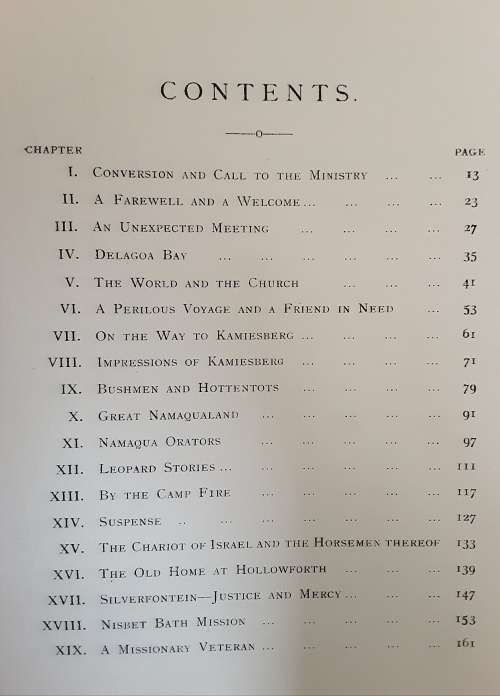 CONTENTS.
CHAPTER PAGE
I. CONVERSION AND CALL TO THE MINISTRY ... ... 13
II. A FAREWELL AND A WELCOME ... ... ... ... 23
III. AN UNEXPECTED MEETING ... ... ... ... 27
IV. DELAGOA BAY ... ... ... ... ... 35
V. THE WORLD AND THE CHURCH ... ... ... 41
VI. A PERILOUS VOYAGE AND A FRIEND IN NEED ... 53
VII. ON THE WAY TO KAMIESBERG ... ... ... ... 61
VIII. IMPRESSIONS OF KAMIESBERG ... ... ... ... 71
IX. BUSHMEN AND HOTTENTOTS ... ... ... ... 79
X. GREAT NAMAQUALAND ... ... ... ... ... 91
XI. NAMAQUA ORATORS ... ... ... ... ... 97
XII. LEOPARD STORIES ... ... ... ... ... ... 111
XIII. BY THE CAMP FIRE ... ... ... ... ... 117
XIV. SUSPENSE .. ... ... ... ... ... ... 127
XV. THE CHARIOT OF ISRAEL AND THE HORSEMEN THEREOF 133
XVI. THE OLD HOME AT HOLLOWFORTH ... ... ... 139
XVII. SILVERFONTEIN—JUSTICE AND MERCY ... ... ... 147
XVIII. NISBET BATH MISSION ... ... ... ... ... 153
XIX. A MISSIONARY VETERAN ... ... ... ... ... 161